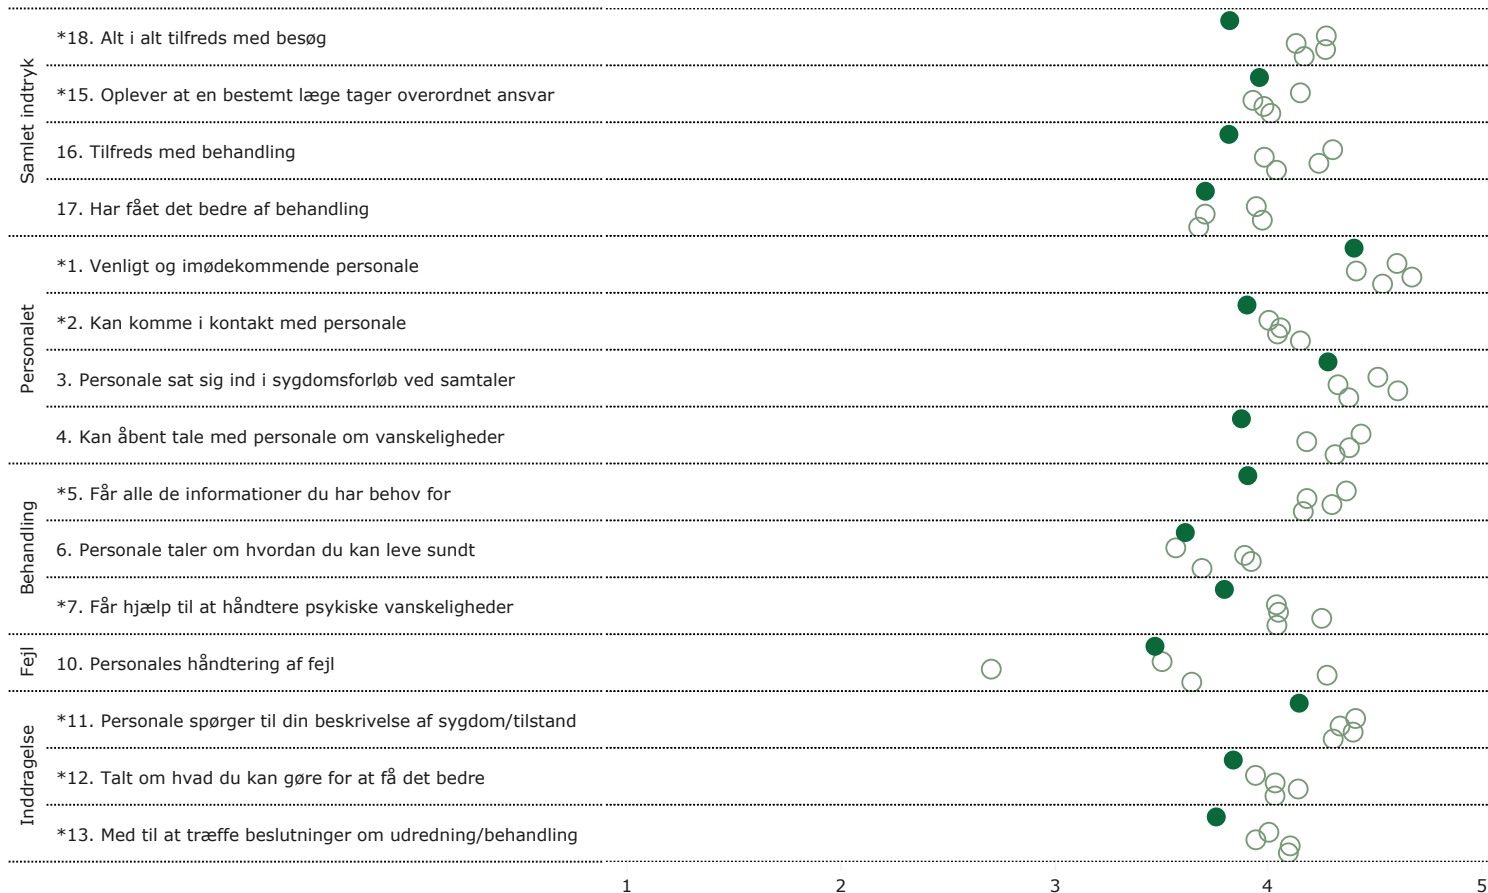 Samlet indtryk
*18. Alt i alt tilfreds med besøg
*15. Oplever at en bestemt læge tager overordnet ansvar
16. Tilfreds med behandling
17. Har fået det bedre af behandling
Personalet
*1. Venligt og imødekommende personale
*2. Kan komme i kontakt med personale
3. Personale sat sig ind i sygdomsforløb ved samtaler
4. Kan åbent tale med personale om vanskeligheder
Behandling
*5. Får alle de informationer du har behov for
6. Personale taler om hvordan du kan leve sundt
*7. Får hjælp til at håndtere psykiske vanskeligheder
Fejl
10. Personales håndtering af fejl
Inddragelse
*11. Personale spørger til din beskrivelse af sygdom/tilstand
*12. Talt om hvad du kan gøre for at få det bedre
*13. Med til at træffe beslutninger om udredning/behandling
1 2 3 4 5